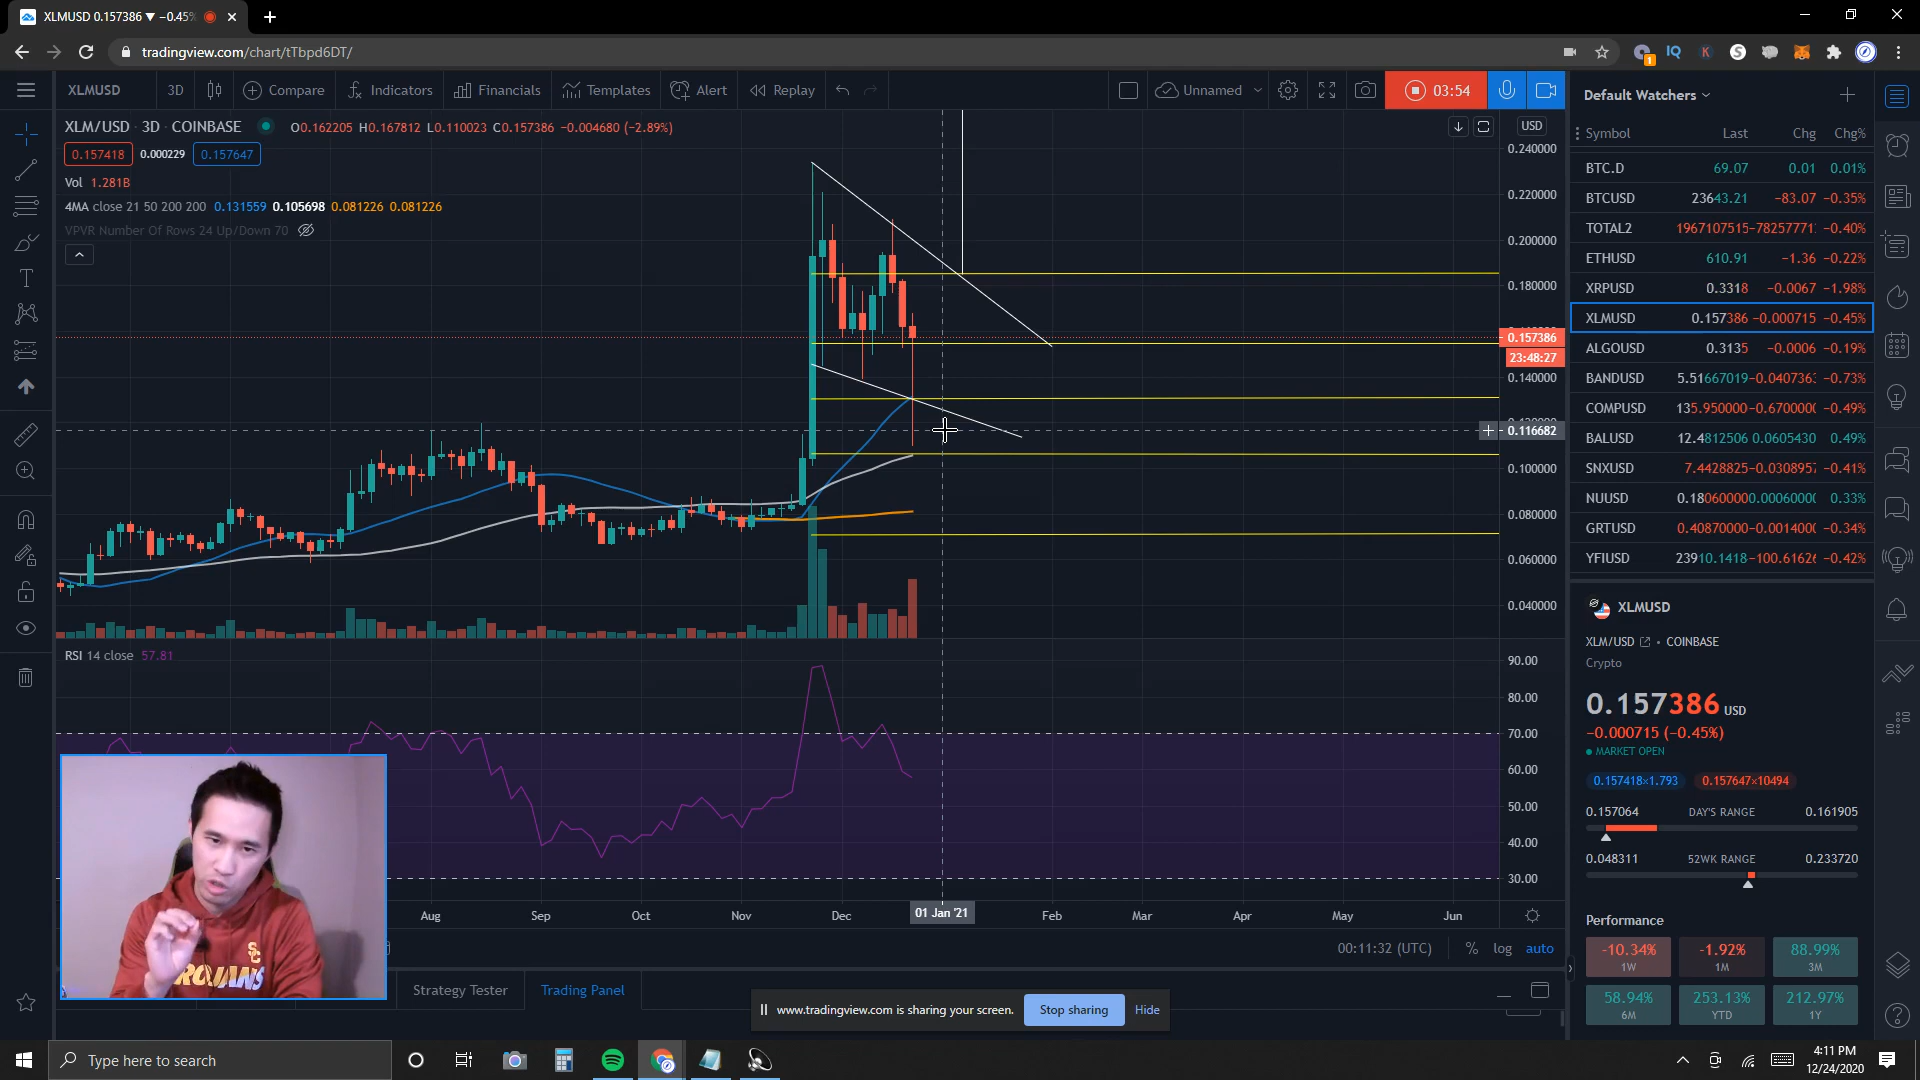 XLMUSD 0.157386 ▼ −0.45%
tradingview.com/chart/tTbpd6DT/
XLMUSD 3D Compare Indicators Financials Templates Alert Replay Unnamed 03:54
XLM/USD · 3D · COINBASE O0.162205 H0.167812 L0.110023 C0.157386 −0.004680 (−2.89%)
0.157418 0.000229 0.157647
Vol 1.281B
4MA close 21 50 200 200 0.131559 0.105698 0.081226 0.081226
VPVR Number Of Rows 24 Up/Down 70
USD
0.240000
0.220000
0.200000
0.180000
0.157386
23:48:27
0.140000
0.116682
0.100000
0.080000
0.060000
0.040000
RSI 14 close 57.81
90.00
80.00
70.00
60.00
50.00
40.00
30.00
Aug Sep Oct Nov Dec 01 Jan '21 Feb Mar Apr May Jun
00:11:32 (UTC) % log auto
Strategy Tester Trading Panel
SC
TROJANS
www.tradingview.com is sharing your screen. Stop sharing Hide
Default Watchers
Symbol Last Chg Chg%
BTC.D 69.07 0.01 0.01%
BTCUSD 23643.21 −83.07 −0.35%
TOTAL2 1967107515 −78257771 −0.40%
ETHUSD 610.91 −1.36 −0.22%
XRPUSD 0.3318 −0.0067 −1.98%
XLMUSD 0.157386 −0.000715 −0.45%
ALGOUSD 0.3135 −0.0006 −0.19%
BANDUSD 5.51667019 −0.040736 −0.73%
COMPUSD 135.950000 −0.670000 −0.49%
BALUSD 12.4812506 0.0605430 0.49%
SNXUSD 7.4428825 −0.030895 −0.41%
NUUSD 0.18060000 0.0006000 0.33%
GRTUSD 0.40870000 −0.001400 −0.34%
YFIUSD 23910.1418 −100.6162 −0.42%
XLMUSD
XLM/USD • COINBASE
Crypto
0.157386 USD
−0.000715 (−0.45%)
MARKET OPEN
0.157418×1.793 0.157647×10494
0.157064 DAY'S RANGE 0.161905
0.048311 52WK RANGE 0.233720
Performance
-10.34% -1.92% 88.99%
1W 1M 3M
58.94% 253.13% 212.97%
6M YTD 1Y
Type here to search
4:11 PM
12/24/2020